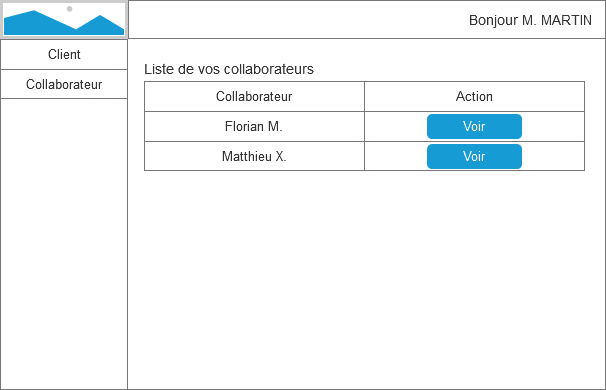 Bonjour M. MARTIN
Client
Collaborateur
Liste de vos collaborateurs
Collaborateur Action
Florian M. Voir
Matthieu X. Voir